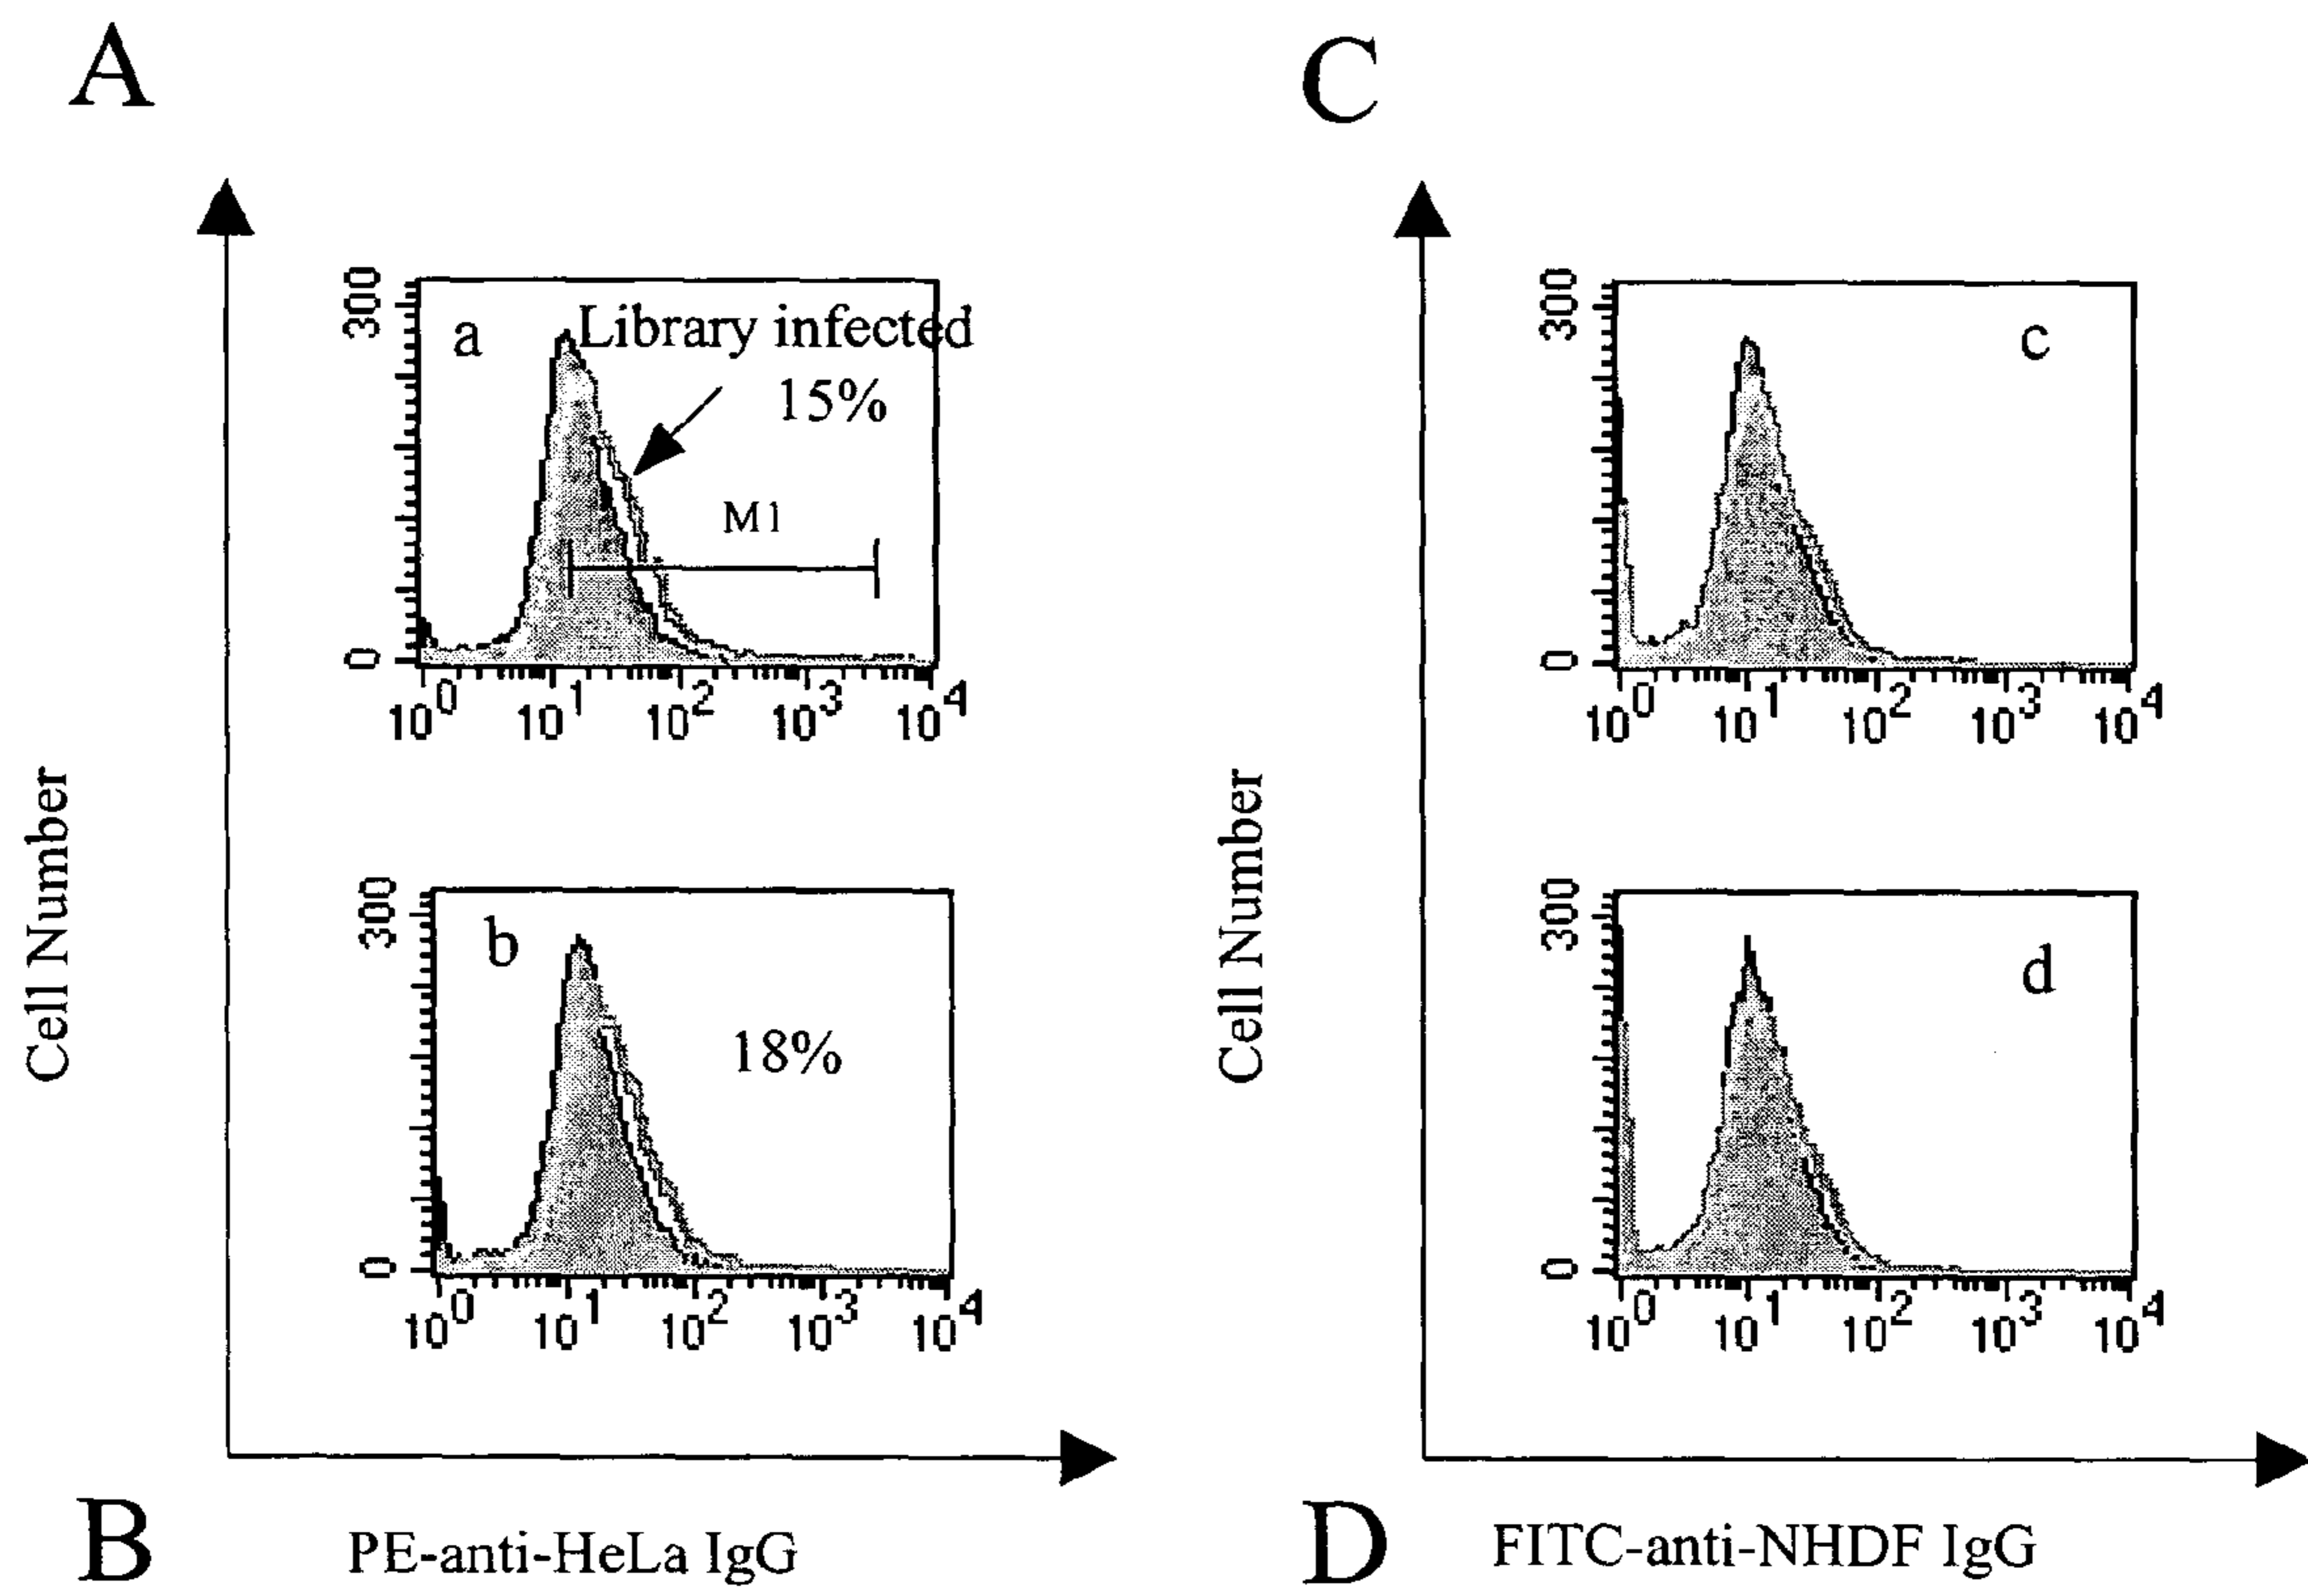 A
C
300
a
Library infected
15%
M1
0
10^0 10^1 10^2 10^3 10^4
300
c
0
10^0 10^1 10^2 10^3 10^4
Cell Number
Cell Number
300
b
18%
0
10^0 10^1 10^2 10^3 10^4
300
d
0
10^0 10^1 10^2 10^3 10^4
B
PE-anti-HeLa IgG
D
FITC-anti-NHDF IgG